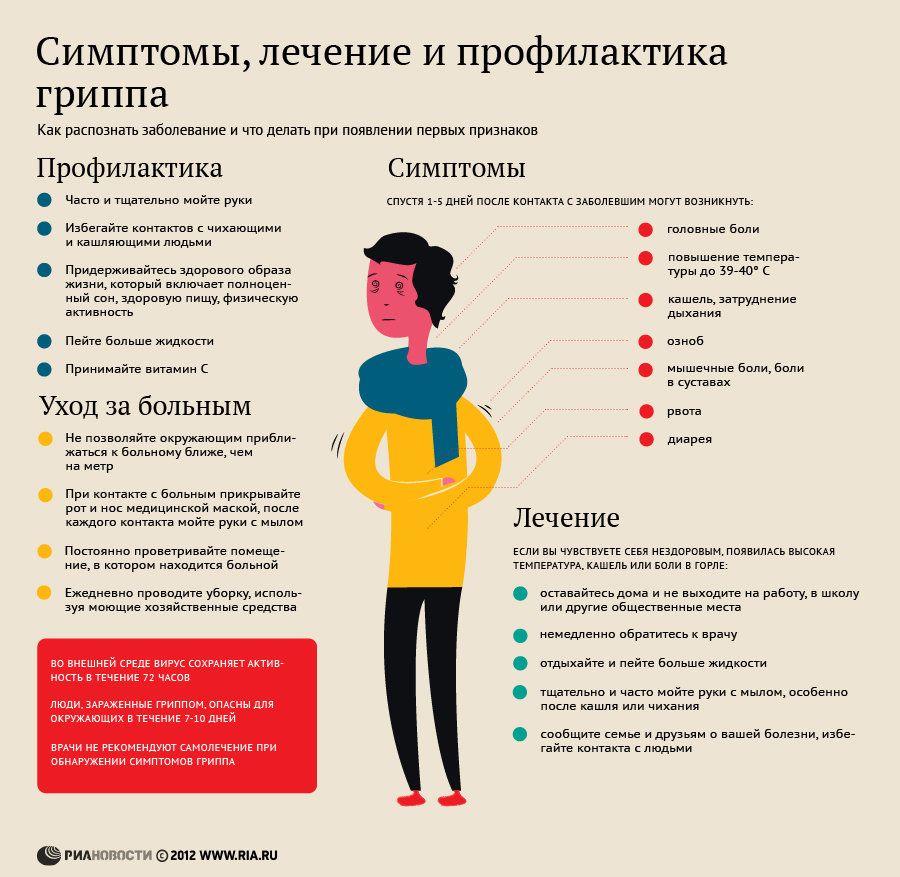 Симптомы, лечение и профилактика
гриппа
Как распознать заболевание и что делать при появлении первых признаков
Профилактика
Часто и тщательно мойте руки
Избегайте контактов с чихающими
и кашляющими людьми
Придерживайтесь здорового образа
жизни, который включает полноцен-
ный сон, здоровую пищу, физическую
активность
Пейте больше жидкости
Принимайте витамин С
Уход за больным
Не позволяйте окружающим прибли-
жаться к больному ближе, чем
на метр
При контакте с больным прикрывайте
рот и нос медицинской маской, после
каждого контакта мойте руки с мылом
Постоянно проветривайте помеще-
ние, в котором находится больной
Ежедневно проводите уборку, исполь-
зуя моющие хозяйственные средства
ВО ВНЕШНЕЙ СРЕДЕ ВИРУС СОХРАНЯЕТ АКТИВ-
НОСТЬ В ТЕЧЕНИЕ 72 ЧАСОВ
ЛЮДИ, ЗАРАЖЕННЫЕ ГРИППОМ, ОПАСНЫ ДЛЯ
ОКРУЖАЮЩИХ В ТЕЧЕНИЕ 7-10 ДНЕЙ
ВРАЧИ НЕ РЕКОМЕНДУЮТ САМОЛЕЧЕНИЕ ПРИ
ОБНАРУЖЕНИИ СИМПТОМОВ ГРИППА
Симптомы
СПУСТЯ 1-5 ДНЕЙ ПОСЛЕ КОНТАКТА С ЗАБОЛЕВШИМ МОГУТ ВОЗНИКНУТЬ:
головные боли
повышение темпера-
туры до 39-40° С
кашель, затруднение
дыхания
озноб
мышечные боли, боли
в суставах
рвота
диарея
Лечение
ЕСЛИ ВЫ ЧУВСТВУЕТЕ СЕБЯ НЕЗДОРОВЫМ, ПОЯВИЛАСЬ ВЫСОКАЯ
ТЕМПЕРАТУРА, КАШЕЛЬ ИЛИ БОЛИ В ГОРЛЕ:
оставайтесь дома и не выходите на работу, в школу
или другие общественные места
немедленно обратитесь к врачу
отдыхайте и пейте больше жидкости
тщательно и часто мойте руки с мылом, особенно
после кашля или чихания
сообщите семье и друзьям о вашей болезни, избе-
гайте контакта с людьми
РИАНОВОСТИ © 2012 WWW.RIA.RU